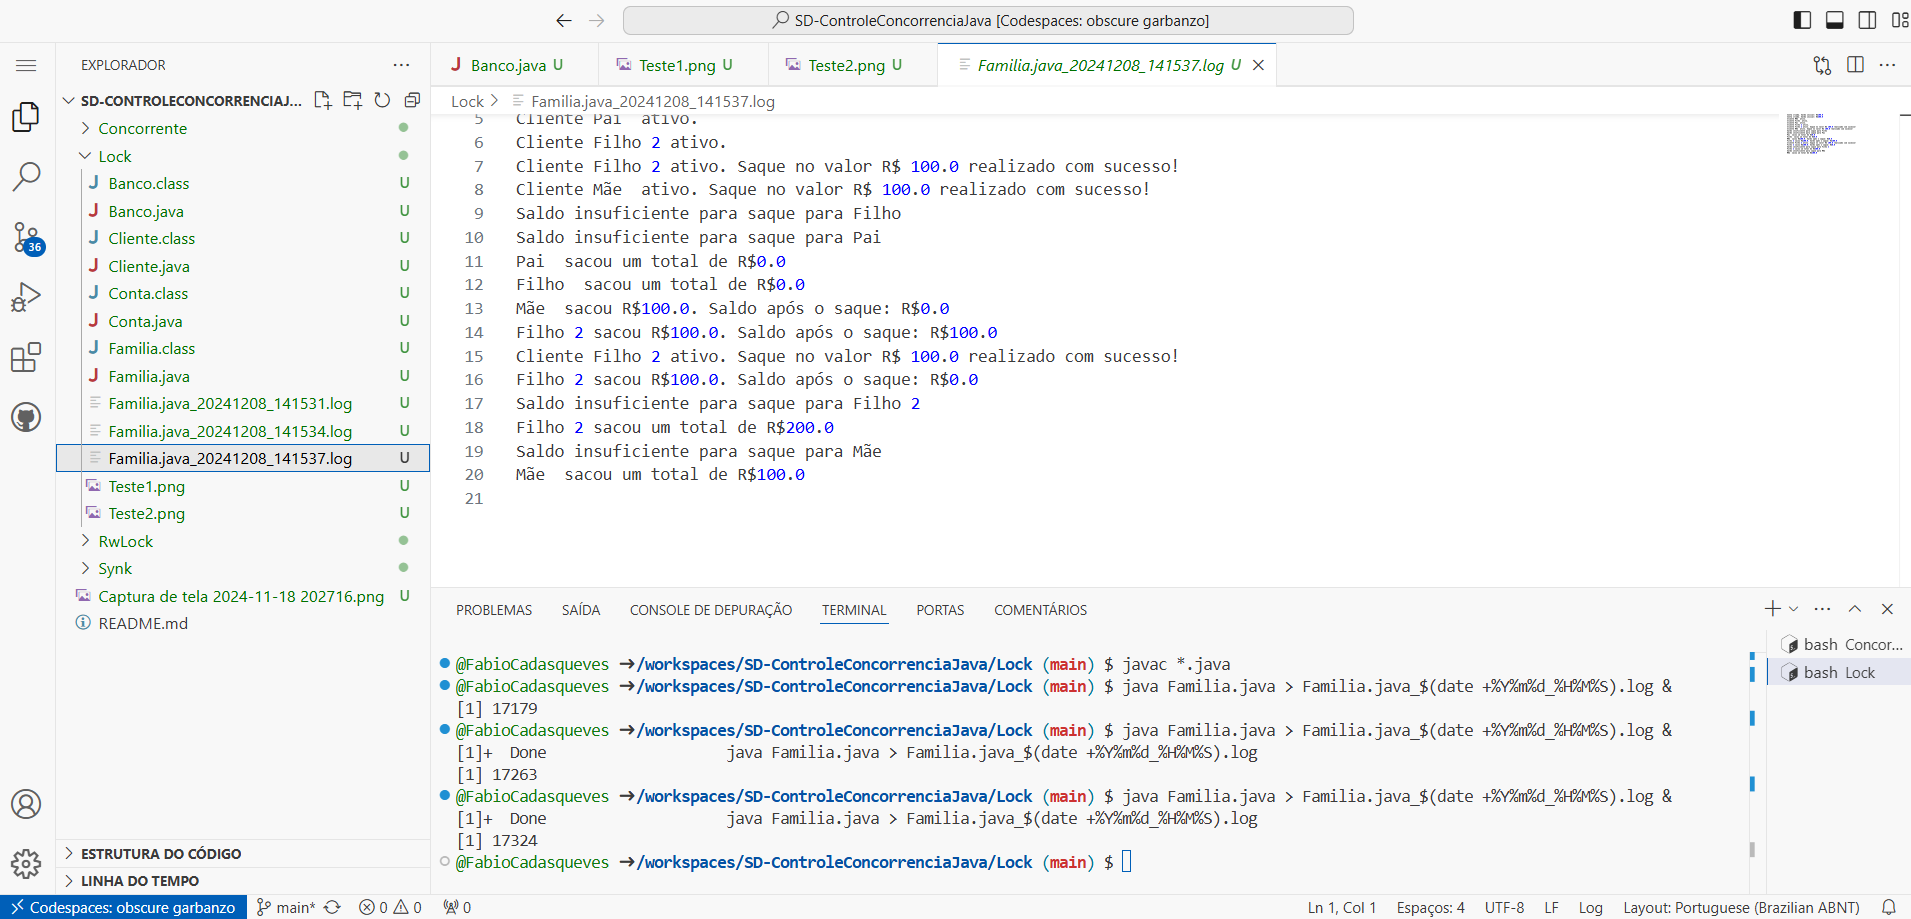 SD-ControleConcorrenciaJava [Codespaces: obscure garbanzo]
EXPLORADOR
SD-CONTROLECONCORRENCIAJ...
Concorrente
Lock
Banco.class U
Banco.java U
Cliente.class U
Cliente.java U
Conta.class U
Conta.java U
Familia.class U
Familia.java U
Familia.java_20241208_141531.log U
Familia.java_20241208_141534.log U
Familia.java_20241208_141537.log U
Teste1.png U
Teste2.png U
RwLock
Synk
Captura de tela 2024-11-18 202716.png U
README.md
ESTRUTURA DO CÓDIGO
LINHA DO TEMPO
36
Banco.java U
Teste1.png U
Teste2.png U
Familia.java_20241208_141537.log U
Lock > Familia.java_20241208_141537.log
5 Cliente Pai  ativo.
6 Cliente Filho 2 ativo.
7 Cliente Filho 2 ativo. Saque no valor R$ 100.0 realizado com sucesso!
8 Cliente Mãe  ativo. Saque no valor R$ 100.0 realizado com sucesso!
9 Saldo insuficiente para saque para Filho
10 Saldo insuficiente para saque para Pai
11 Pai  sacou um total de R$0.0
12 Filho  sacou um total de R$0.0
13 Mãe  sacou R$100.0. Saldo após o saque: R$0.0
14 Filho 2 sacou R$100.0. Saldo após o saque: R$100.0
15 Cliente Filho 2 ativo. Saque no valor R$ 100.0 realizado com sucesso!
16 Filho 2 sacou R$100.0. Saldo após o saque: R$0.0
17 Saldo insuficiente para saque para Filho 2
18 Filho 2 sacou um total de R$200.0
19 Saldo insuficiente para saque para Mãe
20 Mãe  sacou um total de R$100.0
21
PROBLEMAS SAÍDA CONSOLE DE DEPURAÇÃO TERMINAL PORTAS COMENTÁRIOS
@FabioCadasqueves ➜/workspaces/SD-ControleConcorrenciaJava/Lock (main) $ javac *.java
@FabioCadasqueves ➜/workspaces/SD-ControleConcorrenciaJava/Lock (main) $ java Familia.java > Familia.java_$(date +%Y%m%d_%H%M%S).log &
[1] 17179
@FabioCadasqueves ➜/workspaces/SD-ControleConcorrenciaJava/Lock (main) $ java Familia.java > Familia.java_$(date +%Y%m%d_%H%M%S).log &
[1]+  Done                    java Familia.java > Familia.java_$(date +%Y%m%d_%H%M%S).log
[1] 17263
@FabioCadasqueves ➜/workspaces/SD-ControleConcorrenciaJava/Lock (main) $ java Familia.java > Familia.java_$(date +%Y%m%d_%H%M%S).log &
[1]+  Done                    java Familia.java > Familia.java_$(date +%Y%m%d_%H%M%S).log
[1] 17324
@FabioCadasqueves ➜/workspaces/SD-ControleConcorrenciaJava/Lock (main) $
bash Concor...
bash Lock
Codespaces: obscure garbanzo main* 0 0 0 Ln 1, Col 1 Espaços: 4 UTF-8 LF Log Layout: Portuguese (Brazilian ABNT)